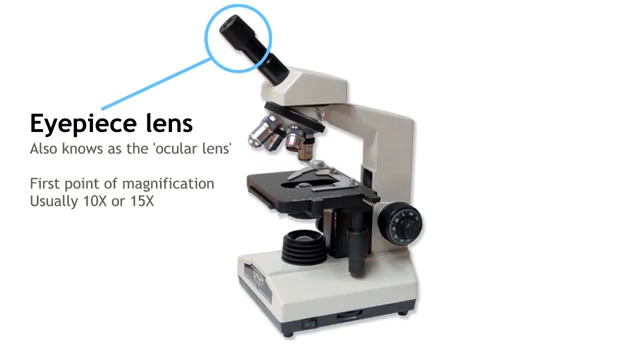 Eyepiece lens
Also knows as the 'ocular lens'
First point of magnification
Usually 10X or 15X